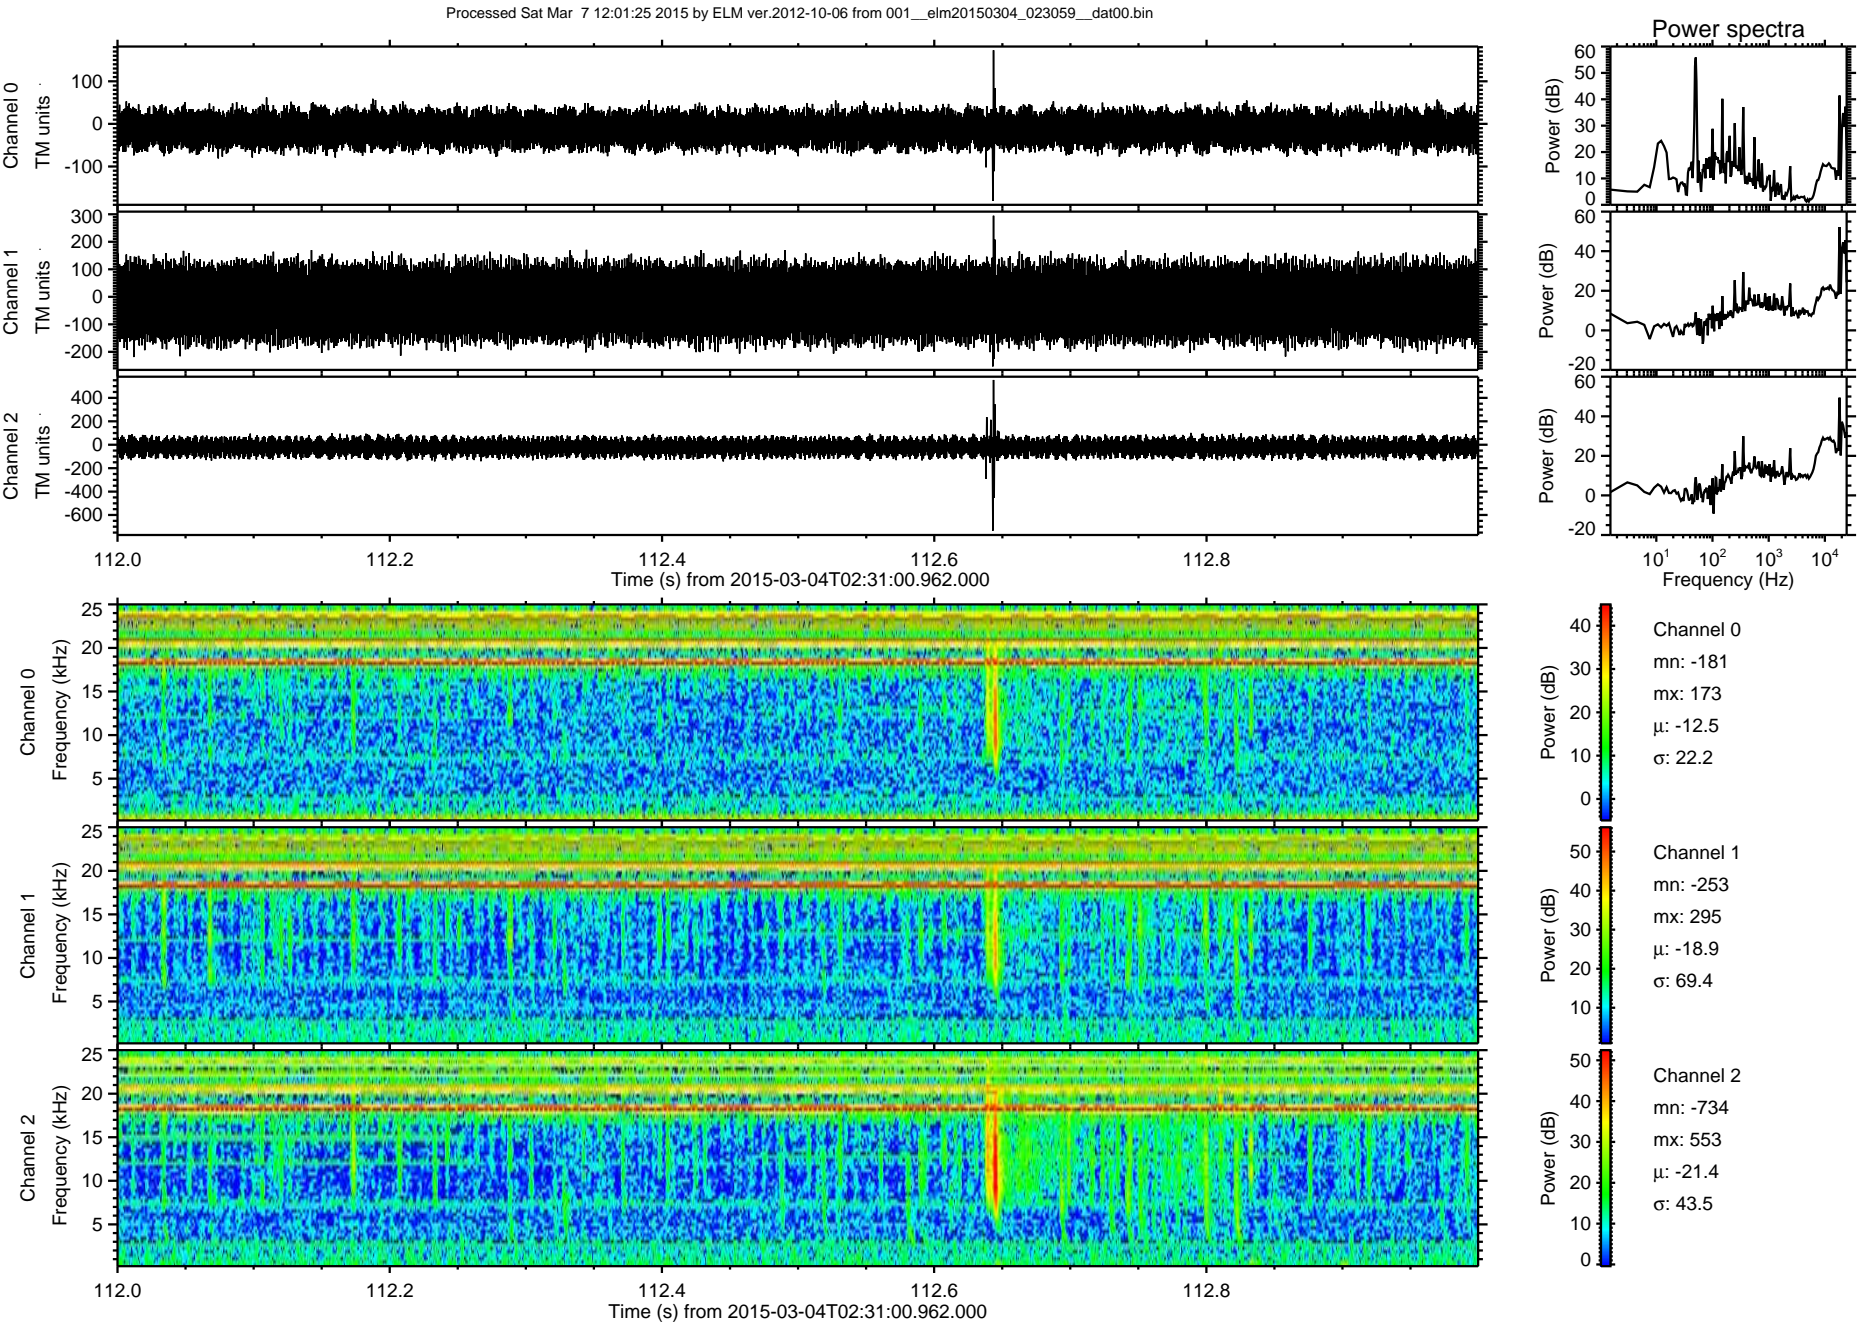 Processed Sat Mar 7 12:01:25 2015 by ELM ver.2012-10-06 from 001__elm20150304_023059__dat00.bin
Power spectra
Channel 0
TM units
100
0
-100
Power (dB)
60
50
40
30
20
10
0
Channel 1
TM units
300
200
100
0
-100
-200
Power (dB)
60
40
20
0
-20
Channel 2
TM units
400
200
0
-200
-400
-600
Power (dB)
60
40
20
0
-20
112.0 112.2 112.4 112.6 112.8
Time (s) from 2015-03-04T02:31:00.962.000
10^1 10^2 10^3 10^4
Frequency (Hz)
Channel 0
Frequency (kHz)
25
20
15
10
5
Power (dB)
40
30
20
10
0
Channel 0
mn: -181
mx: 173
μ: -12.5
σ: 22.2
Channel 1
Frequency (kHz)
25
20
15
10
5
Power (dB)
50
40
30
20
10
Channel 1
mn: -253
mx: 295
μ: -18.9
σ: 69.4
Channel 2
Frequency (kHz)
25
20
15
10
5
Power (dB)
50
40
30
20
10
0
Channel 2
mn: -734
mx: 553
μ: -21.4
σ: 43.5
112.0 112.2 112.4 112.6 112.8
Time (s) from 2015-03-04T02:31:00.962.000